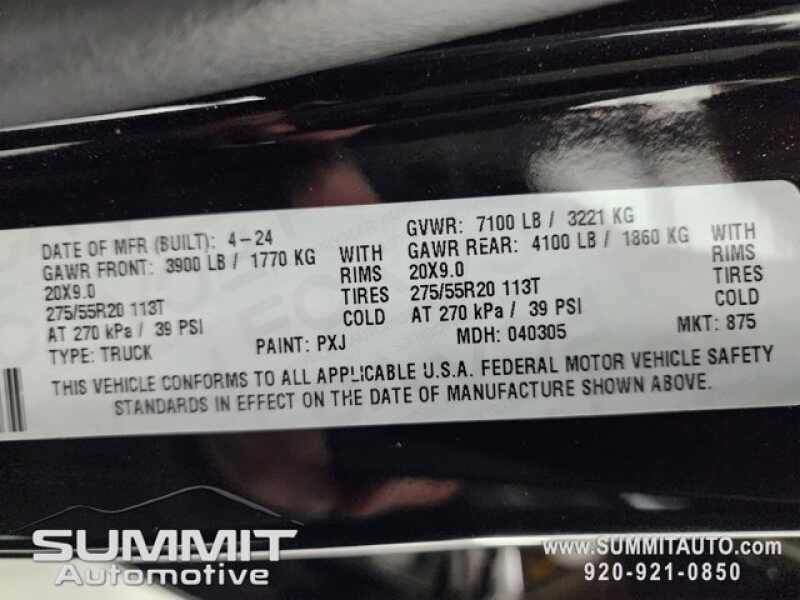 DATE OF MFR (BUILT): 4-24 GVWR: 7100 LB / 3221 KG
GAWR FRONT: 3900 LB / 1770 KG WITH GAWR REAR: 4100 LB / 1860 KG WITH
20X9.0 RIMS 20X9.0 RIMS
275/55R20 113T TIRES 275/55R20 113T TIRES
AT 270 kPa / 39 PSI COLD AT 270 kPa / 39 PSI COLD
TYPE: TRUCK PAINT: PXJ MDH: 040305 MKT: 875
THIS VEHICLE CONFORMS TO ALL APPLICABLE U.S.A. FEDERAL MOTOR VEHICLE SAFETY
STANDARDS IN EFFECT ON THE DATE OF MANUFACTURE SHOWN ABOVE.
SUMMIT
Automotive
www.SUMMITAUTO.com
920-921-0850